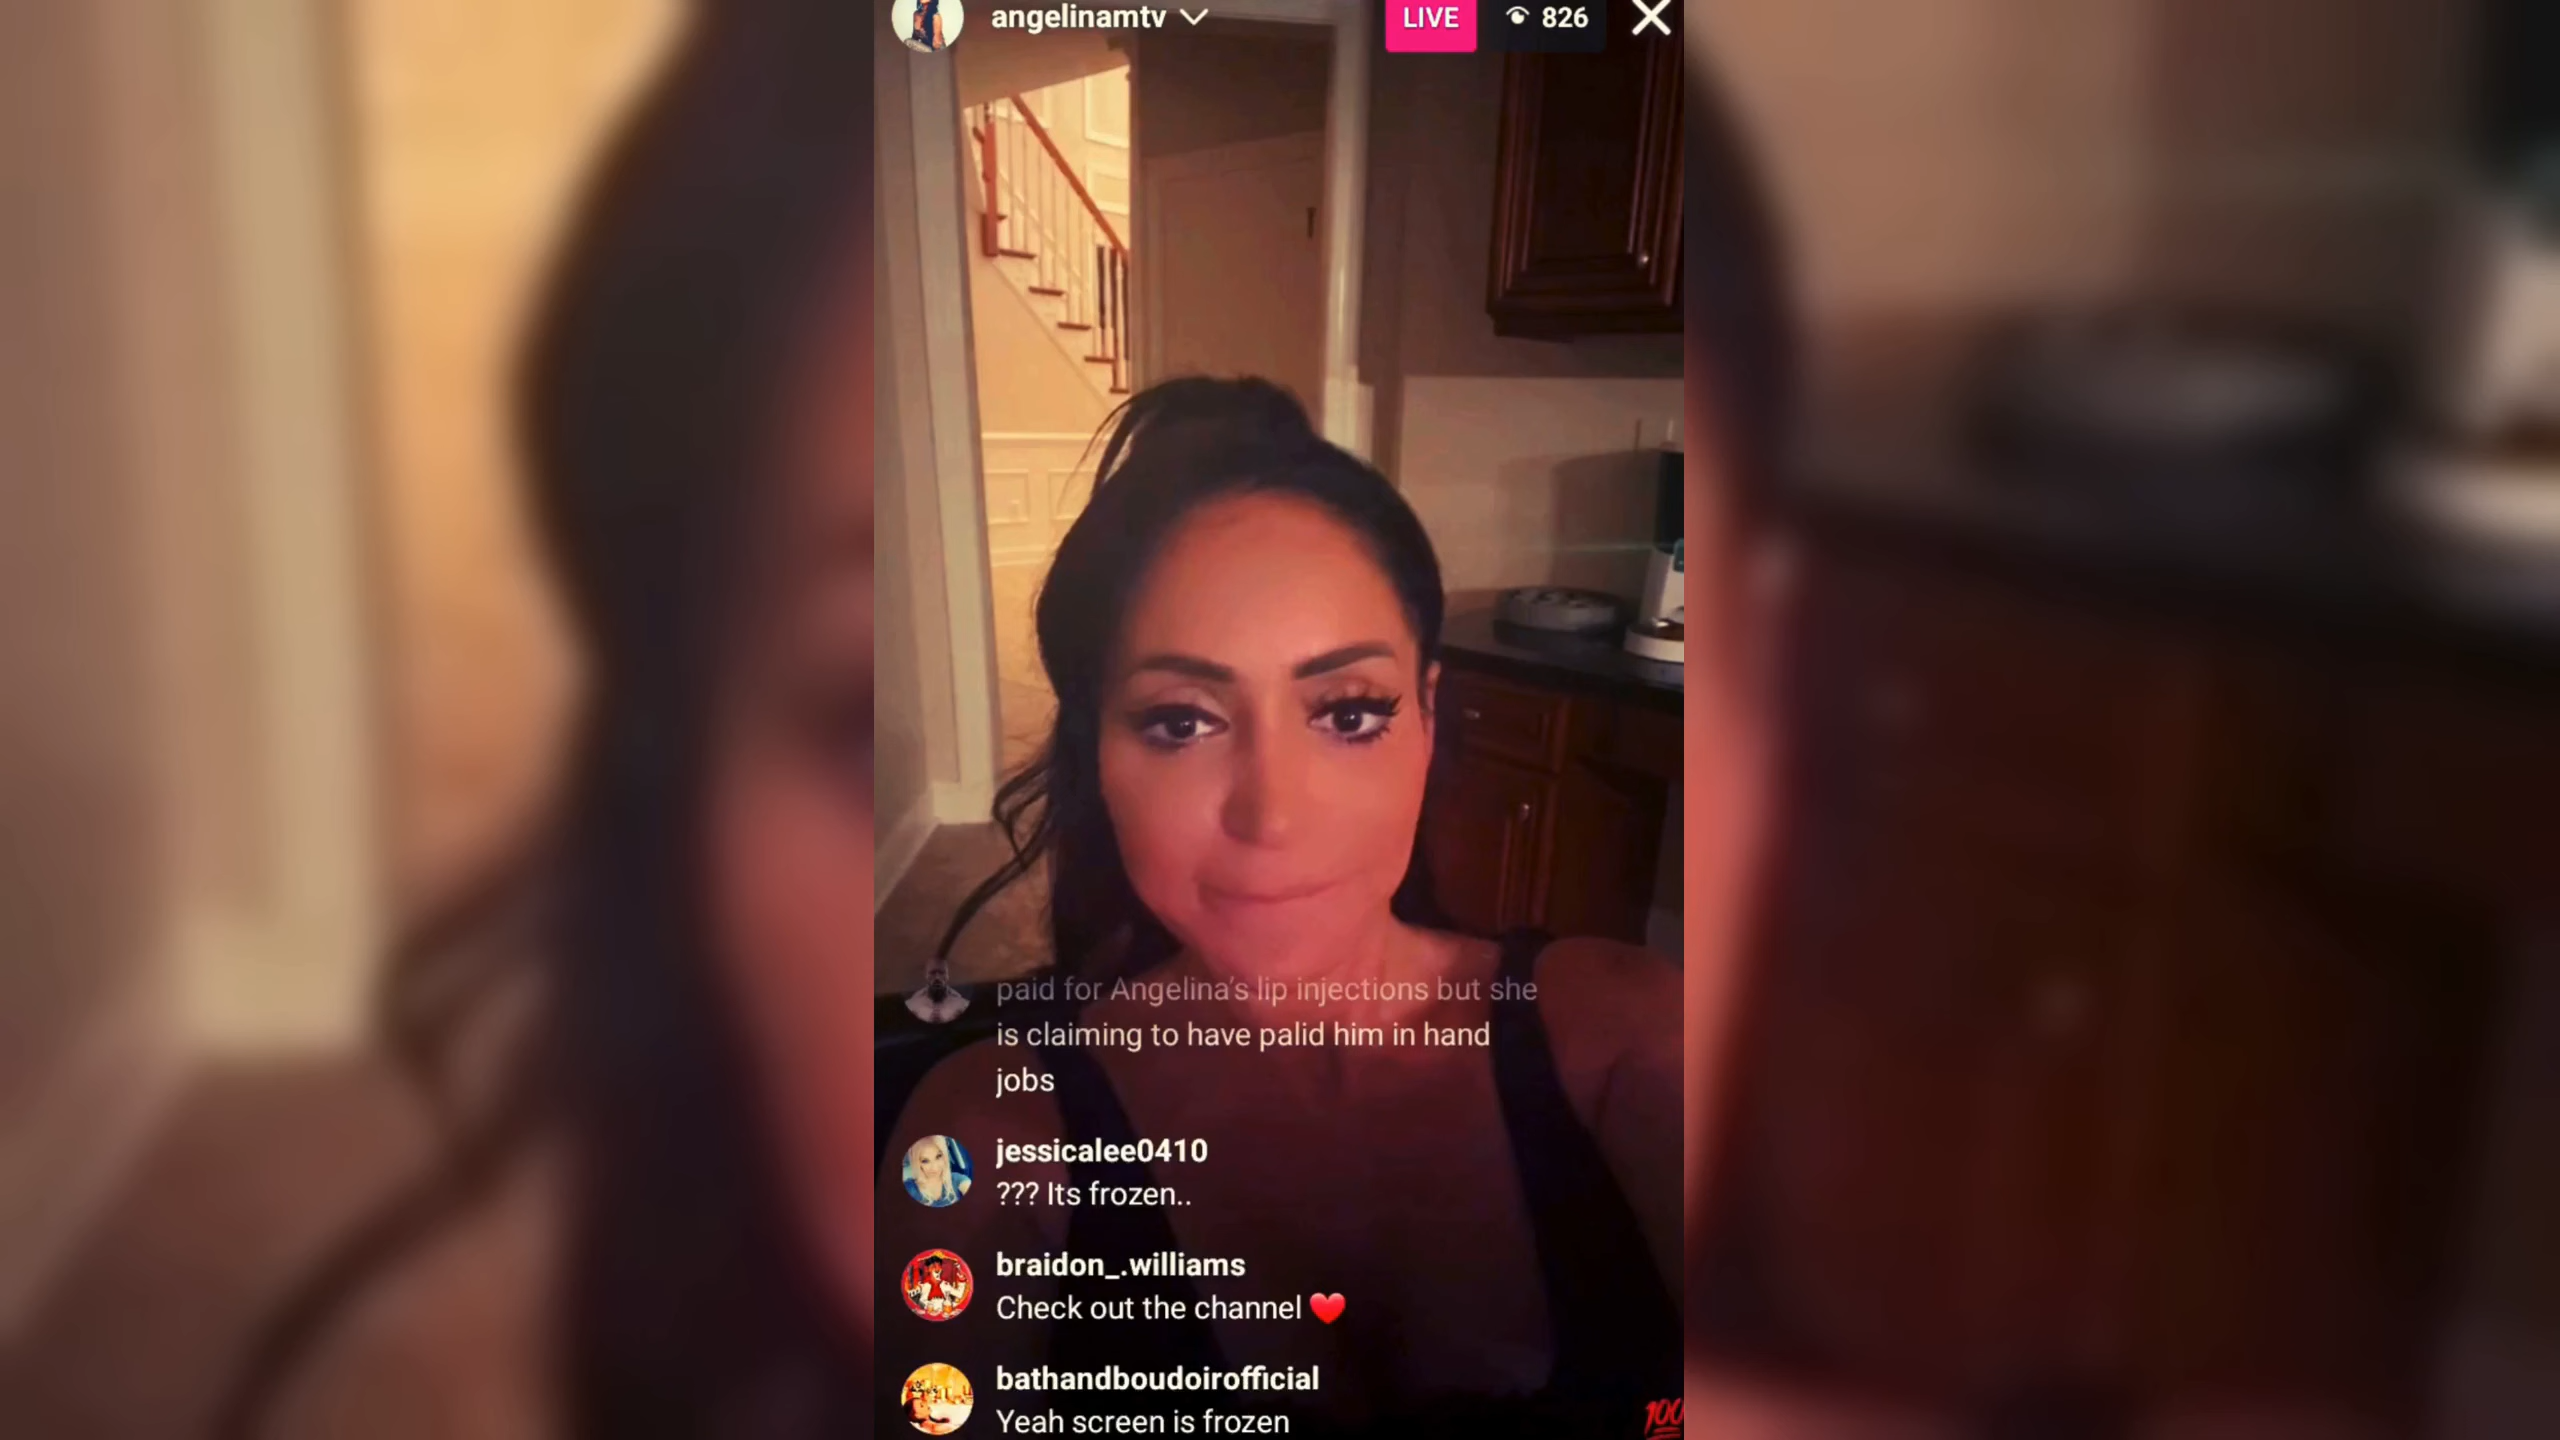 angelinamtv
LIVE
826
paid for Angelina's lip injections but she
is claiming to have palid him in hand
jobs
jessicalee0410
??? Its frozen..
braidon_.williams
Check out the channel ❤️
bathandboudoirofficial
Yeah screen is frozen
💯